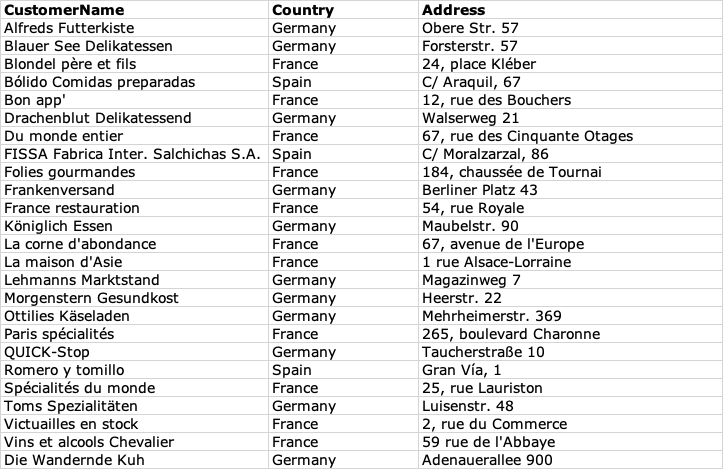 CustomerName Country Address
Alfreds Futterkiste Germany Obere Str. 57
Blauer See Delikatessen Germany Forsterstr. 57
Blondel père et fils France 24, place Kléber
Bólido Comidas preparadas Spain C/ Araquil, 67
Bon app' France 12, rue des Bouchers
Drachenblut Delikatessend Germany Walserweg 21
Du monde entier France 67, rue des Cinquante Otages
FISSA Fabrica Inter. Salchichas S.A. Spain C/ Moralzarzal, 86
Folies gourmandes France 184, chaussée de Tournai
Frankenversand Germany Berliner Platz 43
France restauration France 54, rue Royale
Königlich Essen Germany Maubelstr. 90
La corne d'abondance France 67, avenue de l'Europe
La maison d'Asie France 1 rue Alsace-Lorraine
Lehmanns Marktstand Germany Magazinweg 7
Morgenstern Gesundkost Germany Heerstr. 22
Ottilies Käseladen Germany Mehrheimerstr. 369
Paris spécialités France 265, boulevard Charonne
QUICK-Stop Germany Taucherstraße 10
Romero y tomillo Spain Gran Vía, 1
Spécialités du monde France 25, rue Lauriston
Toms Spezialitäten Germany Luisenstr. 48
Victuailles en stock France 2, rue du Commerce
Vins et alcools Chevalier France 59 rue de l'Abbaye
Die Wandernde Kuh Germany Adenauerallee 900